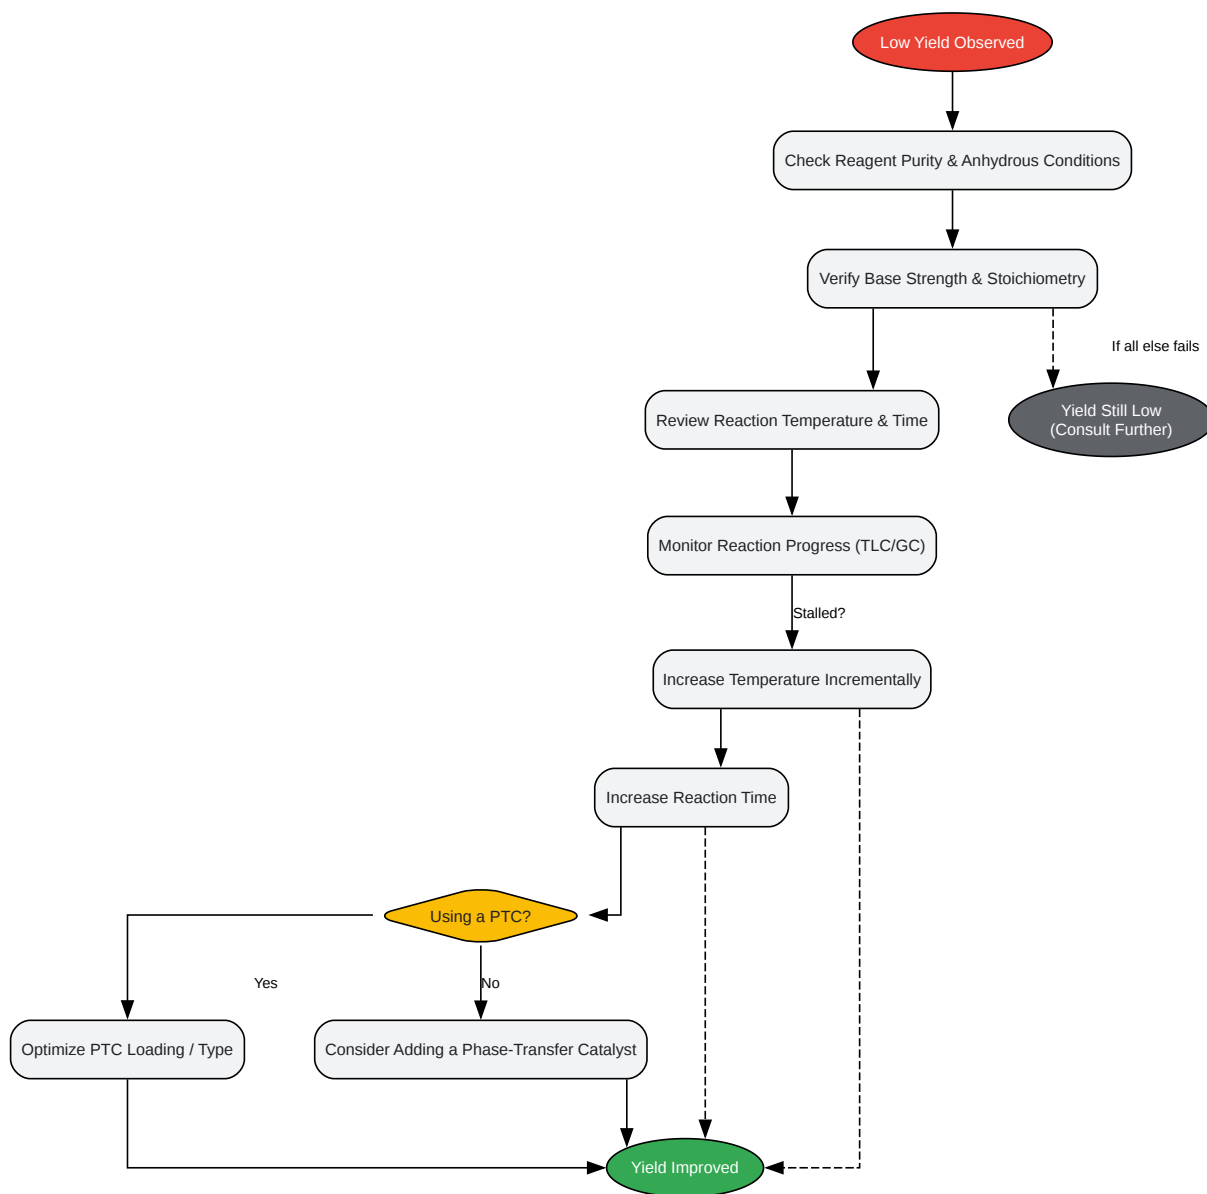 Low Yield Observed
Check Reagent Purity & Anhydrous Conditions
Verify Base Strength & Stoichiometry
If all else fails
Review Reaction Temperature & Time
Yield Still Low
(Consult Further)
Monitor Reaction Progress (TLC/GC)
Stalled?
Increase Temperature Incrementally
Increase Reaction Time
Using a PTC?
Yes
No
Optimize PTC Loading / Type
Consider Adding a Phase-Transfer Catalyst
Yield Improved